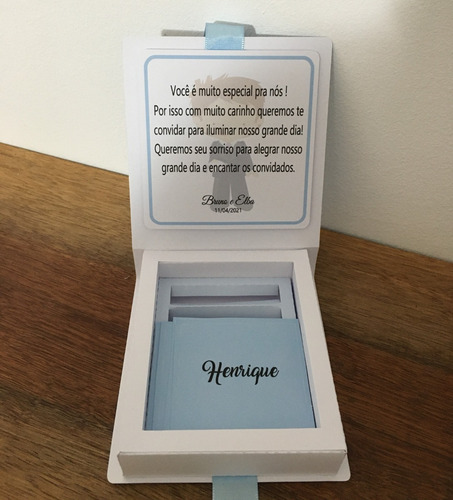 Você é muito especial pra nós !
Por isso com muito carinho queremos te
convidar para iluminar nosso grande dia!
Queremos seu sorriso para alegrar nosso
grande dia e encantar os convidados.
Bruno e Elba
11/04/2021
Henrique